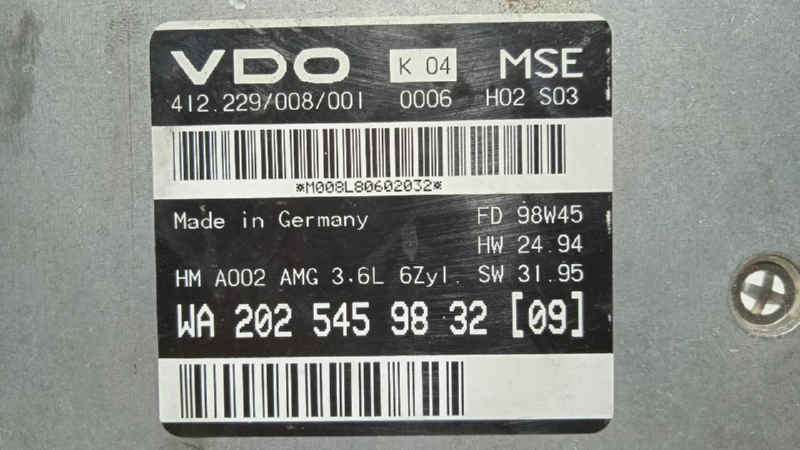 VDO K 04 MSE
412.229/008/001 0006 H02 S03
*M008L80602032*
Made in Germany FD 98W45
HW 24.94
HM A002 AMG 3.6L 6Zyl. SW 31.95
WA 202 545 98 32 [09]